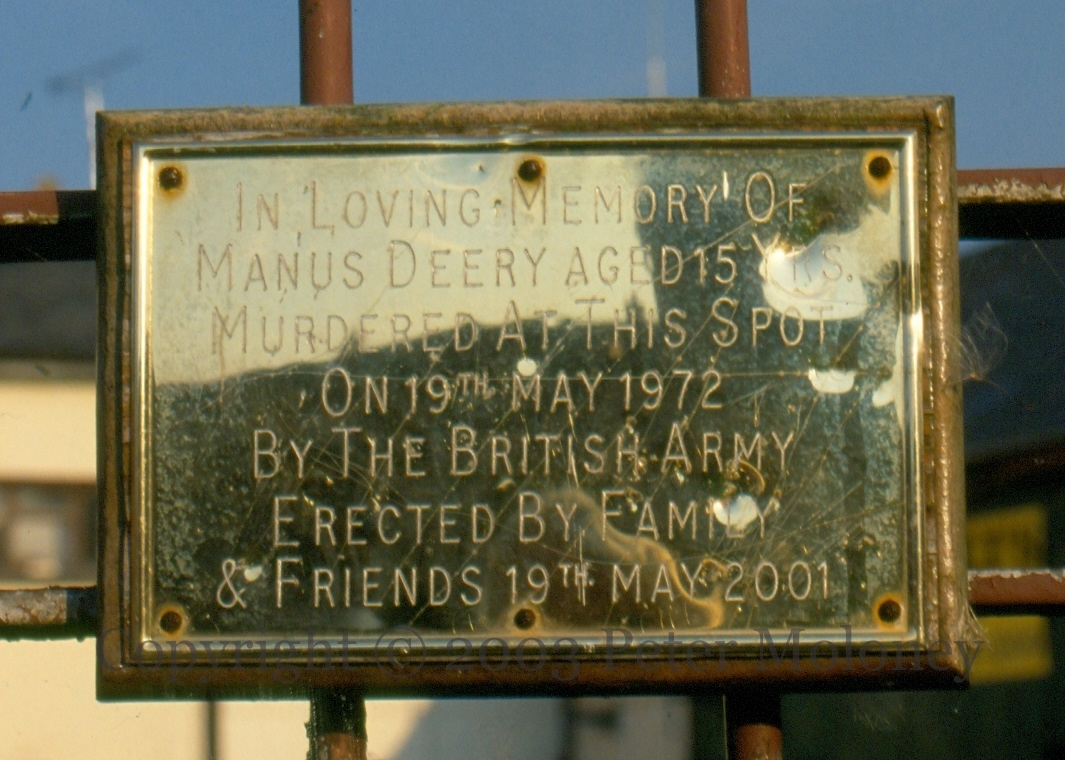 In Loving Memory Of
Manus Deery aged 15 Yrs.
Murdered At This Spot
On 19th May 1972
By The British Army
Erected By Family
& Friends 19th May 2001
Copyright © 2003 Peter Moloney